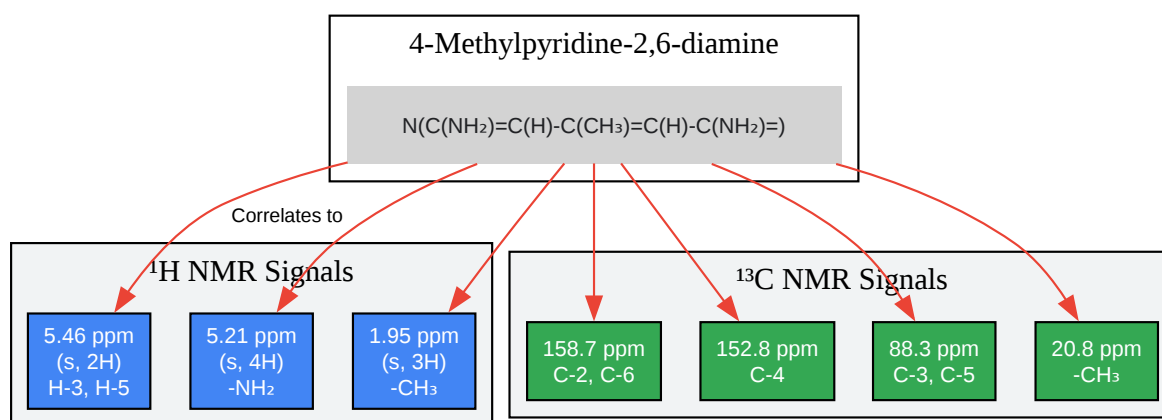 4-Methylpyridine-2,6-diamine
N(C(NH₂)=C(H)-C(CH₃)=C(H)-C(NH₂)=)
Correlates to
¹H NMR Signals
5.46 ppm
(s, 2H)
H-3, H-5
5.21 ppm
(s, 4H)
-NH₂
1.95 ppm
(s, 3H)
-CH₃
¹³C NMR Signals
158.7 ppm
C-2, C-6
152.8 ppm
C-4
88.3 ppm
C-3, C-5
20.8 ppm
-CH₃